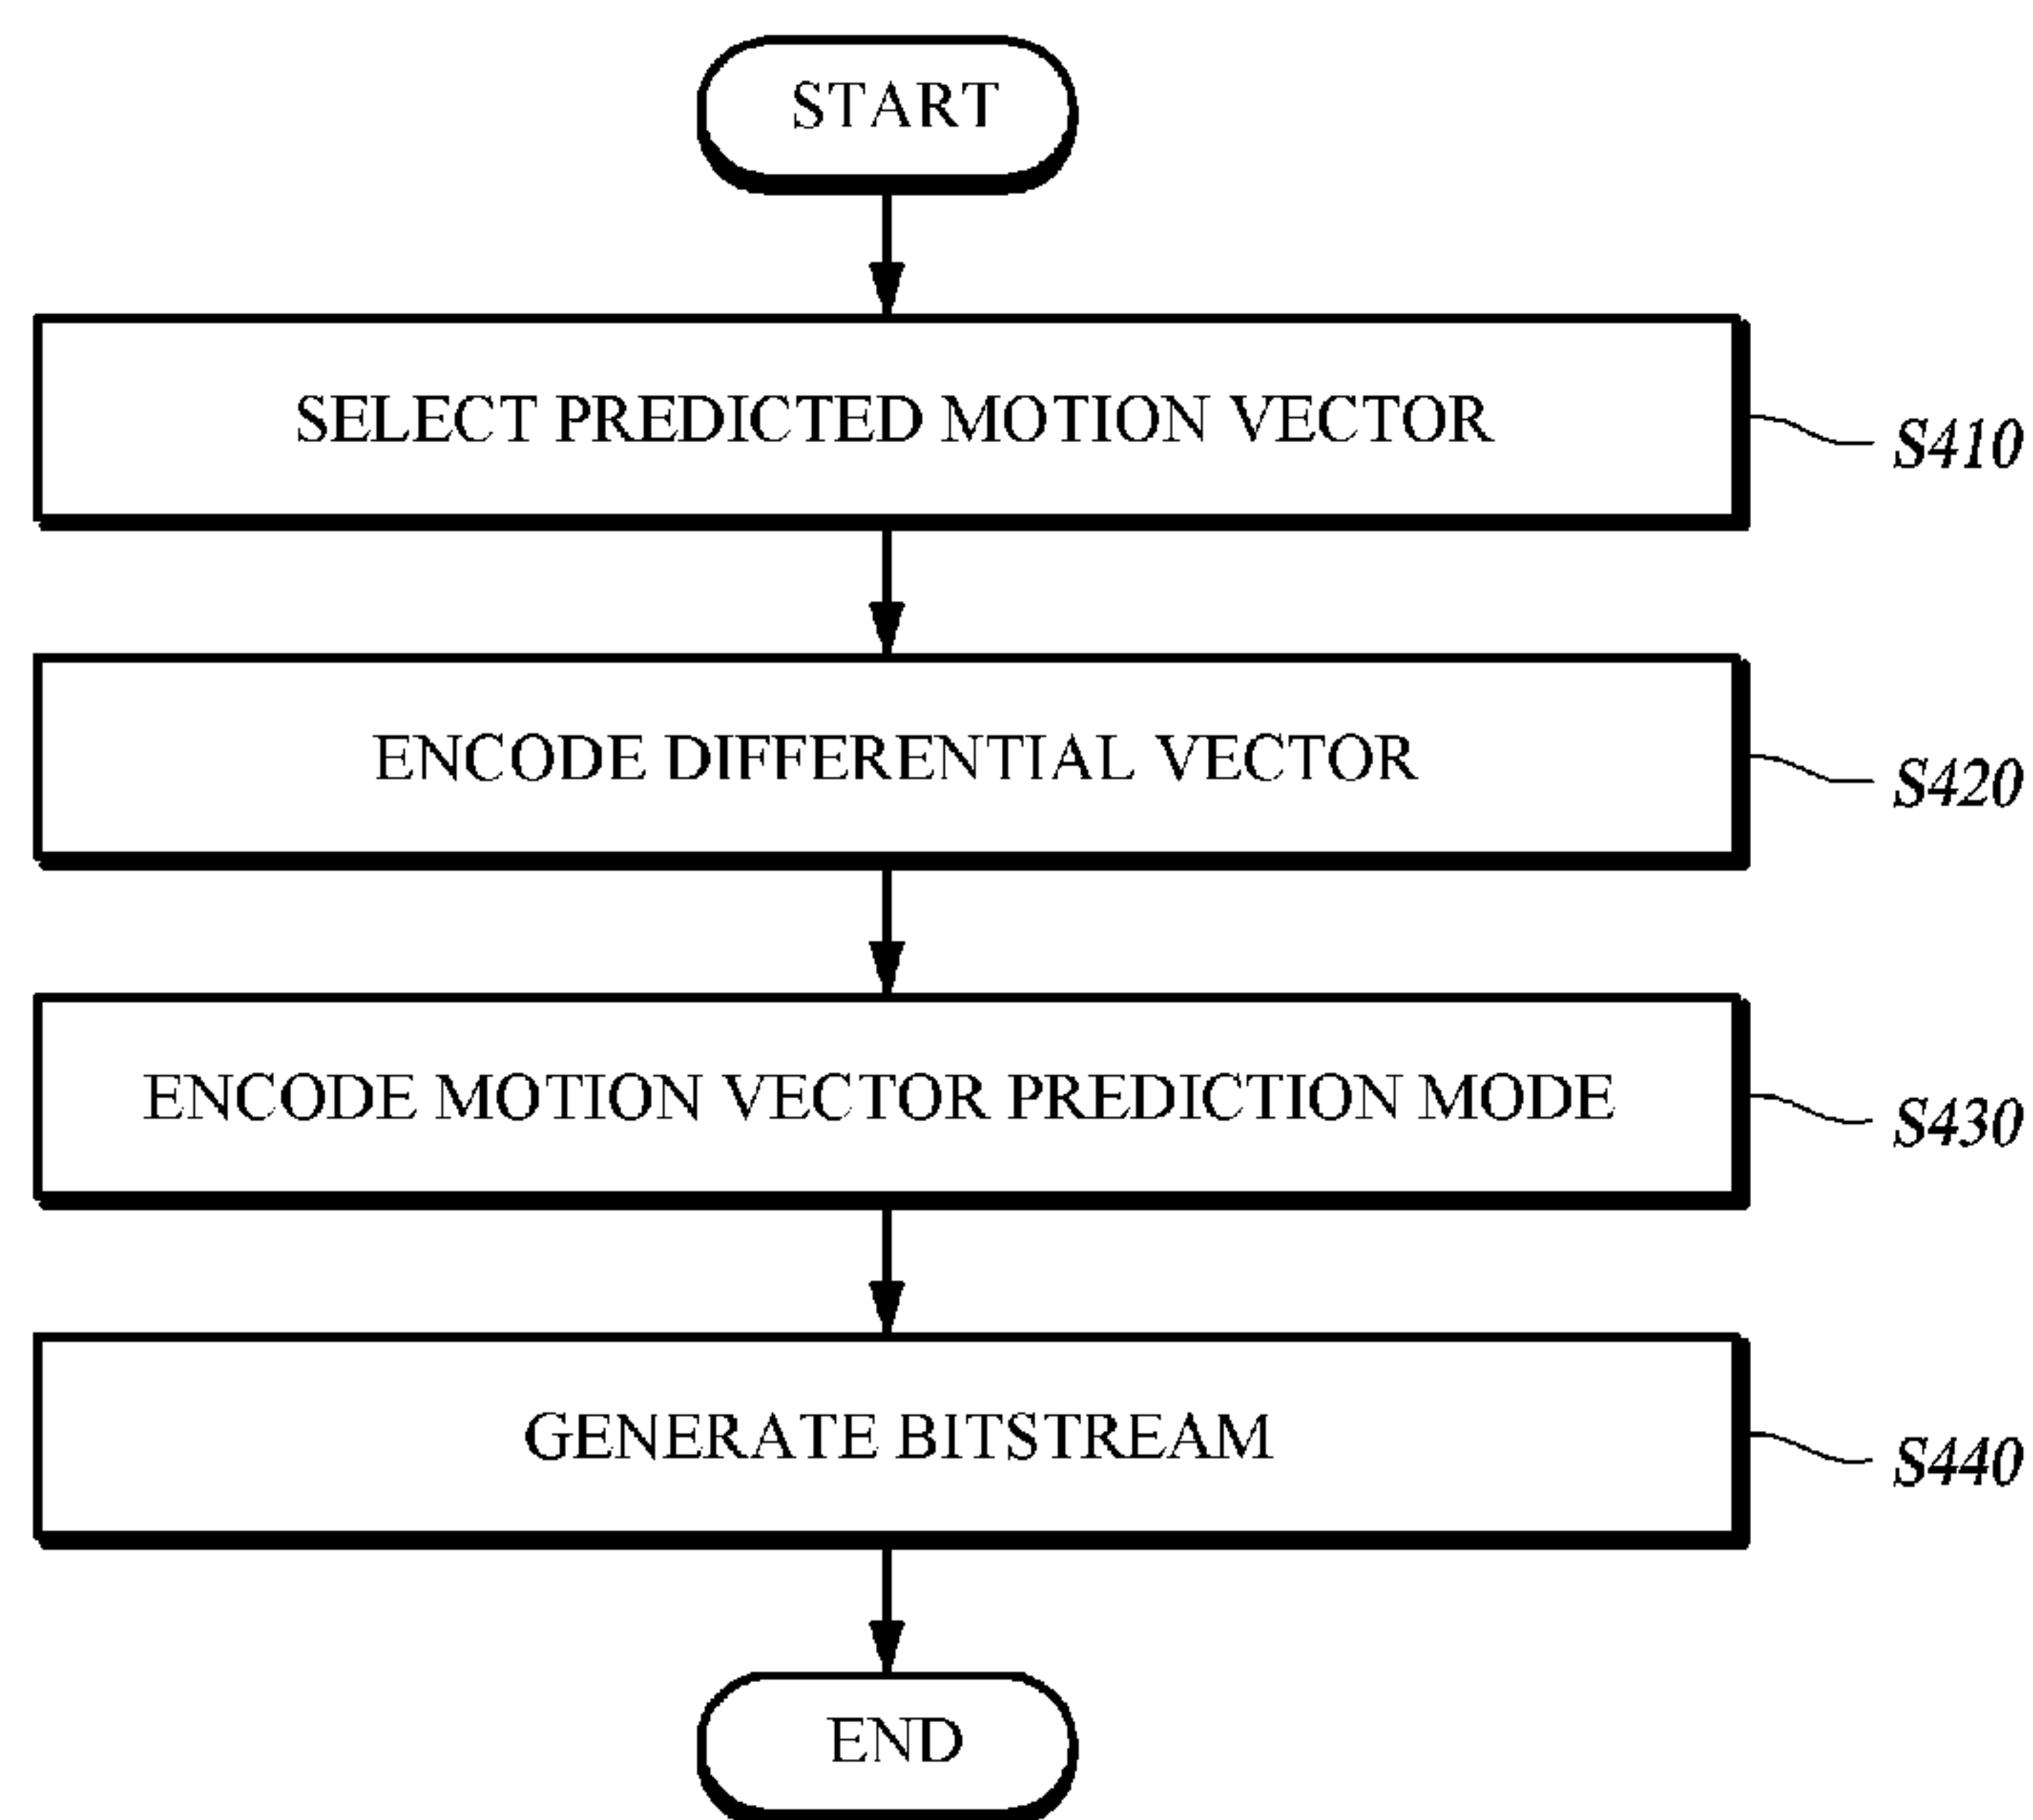 START
SELECT PREDICTED MOTION VECTOR
S410
ENCODE DIFFERENTIAL VECTOR
S420
ENCODE MOTION VECTOR PREDICTION MODE
S430
GENERATE BITSTREAM
S440
END